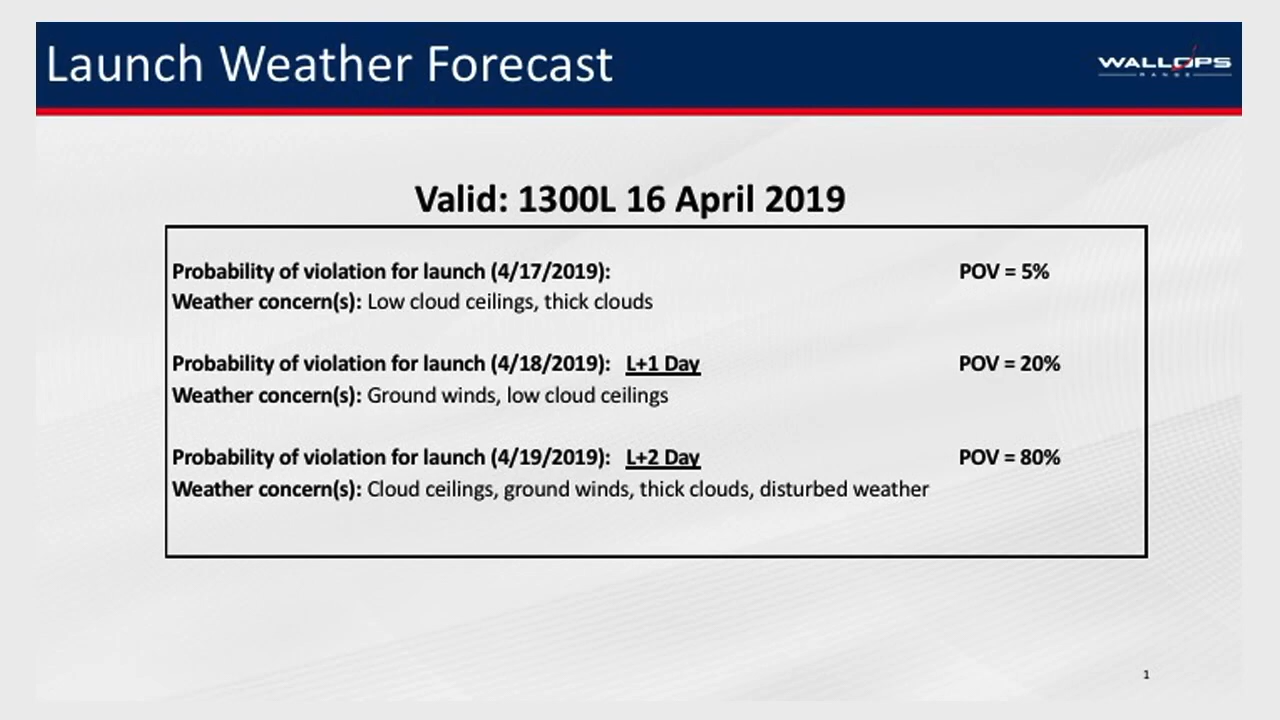 Launch Weather Forecast
WALLOPS
RANGE
Valid: 1300L 16 April 2019
Probability of violation for launch (4/17/2019): POV = 5%
Weather concern(s): Low cloud ceilings, thick clouds
Probability of violation for launch (4/18/2019): L+1 Day POV = 20%
Weather concern(s): Ground winds, low cloud ceilings
Probability of violation for launch (4/19/2019): L+2 Day POV = 80%
Weather concern(s): Cloud ceilings, ground winds, thick clouds, disturbed weather
1